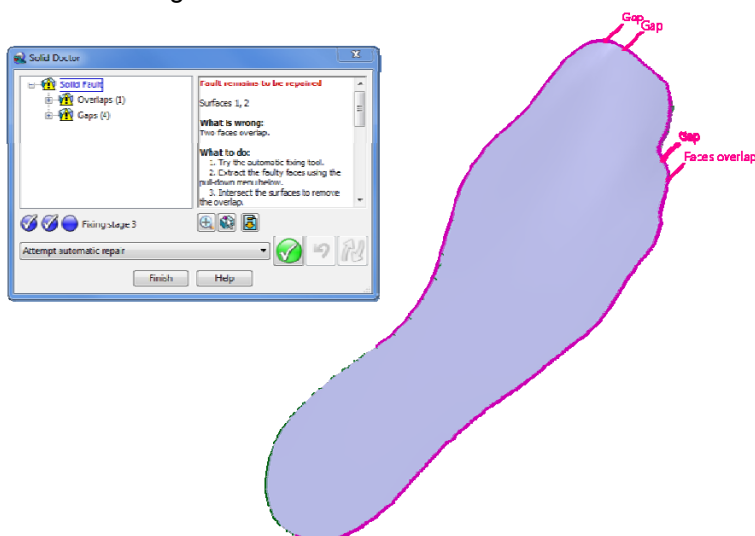 Solid Doctor
Solid Fault
Overlaps (1)
Gaps (4)
Fault remains to be repaired
Surfaces 1, 2
What is wrong:
Two faces overlap.
What to do:
1. Try the automatic fixing tool.
2. Extract the faulty faces using the
pull-down menu below.
3. Intersect the surfaces to remove
the overlap.
Fixing stage 3
Attempt automatic repair
Finish
Help
Gap
Gap
Gap
Faces overlap